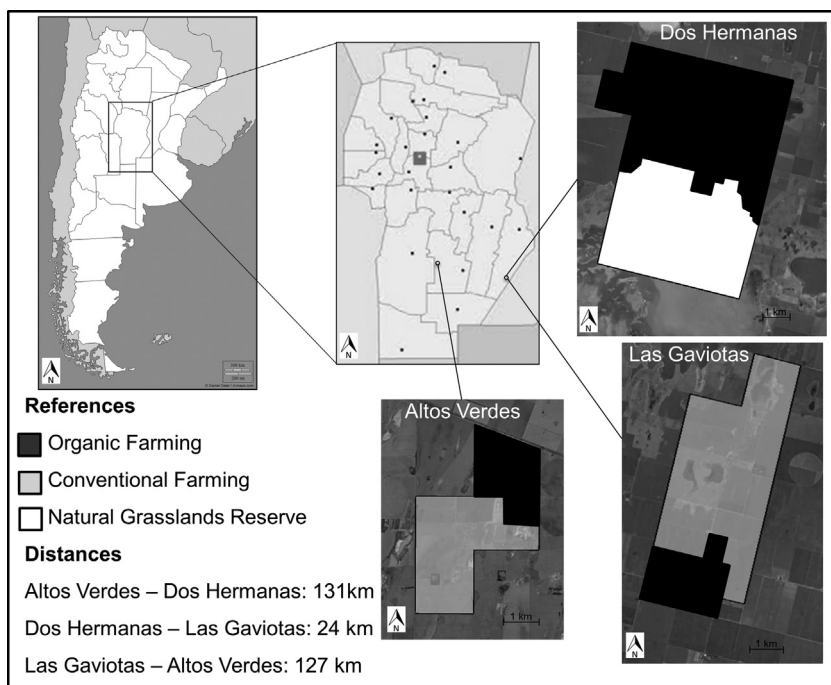 Dos Hermanas
N
1 km
N
N
Las Gaviotas
N
1 km
Altos Verdes
N
1 km
References
Organic Farming
Conventional Farming
Natural Grasslands Reserve
Distances
Altos Verdes – Dos Hermanas: 131km
Dos Hermanas – Las Gaviotas: 24 km
Las Gaviotas – Altos Verdes: 127 km